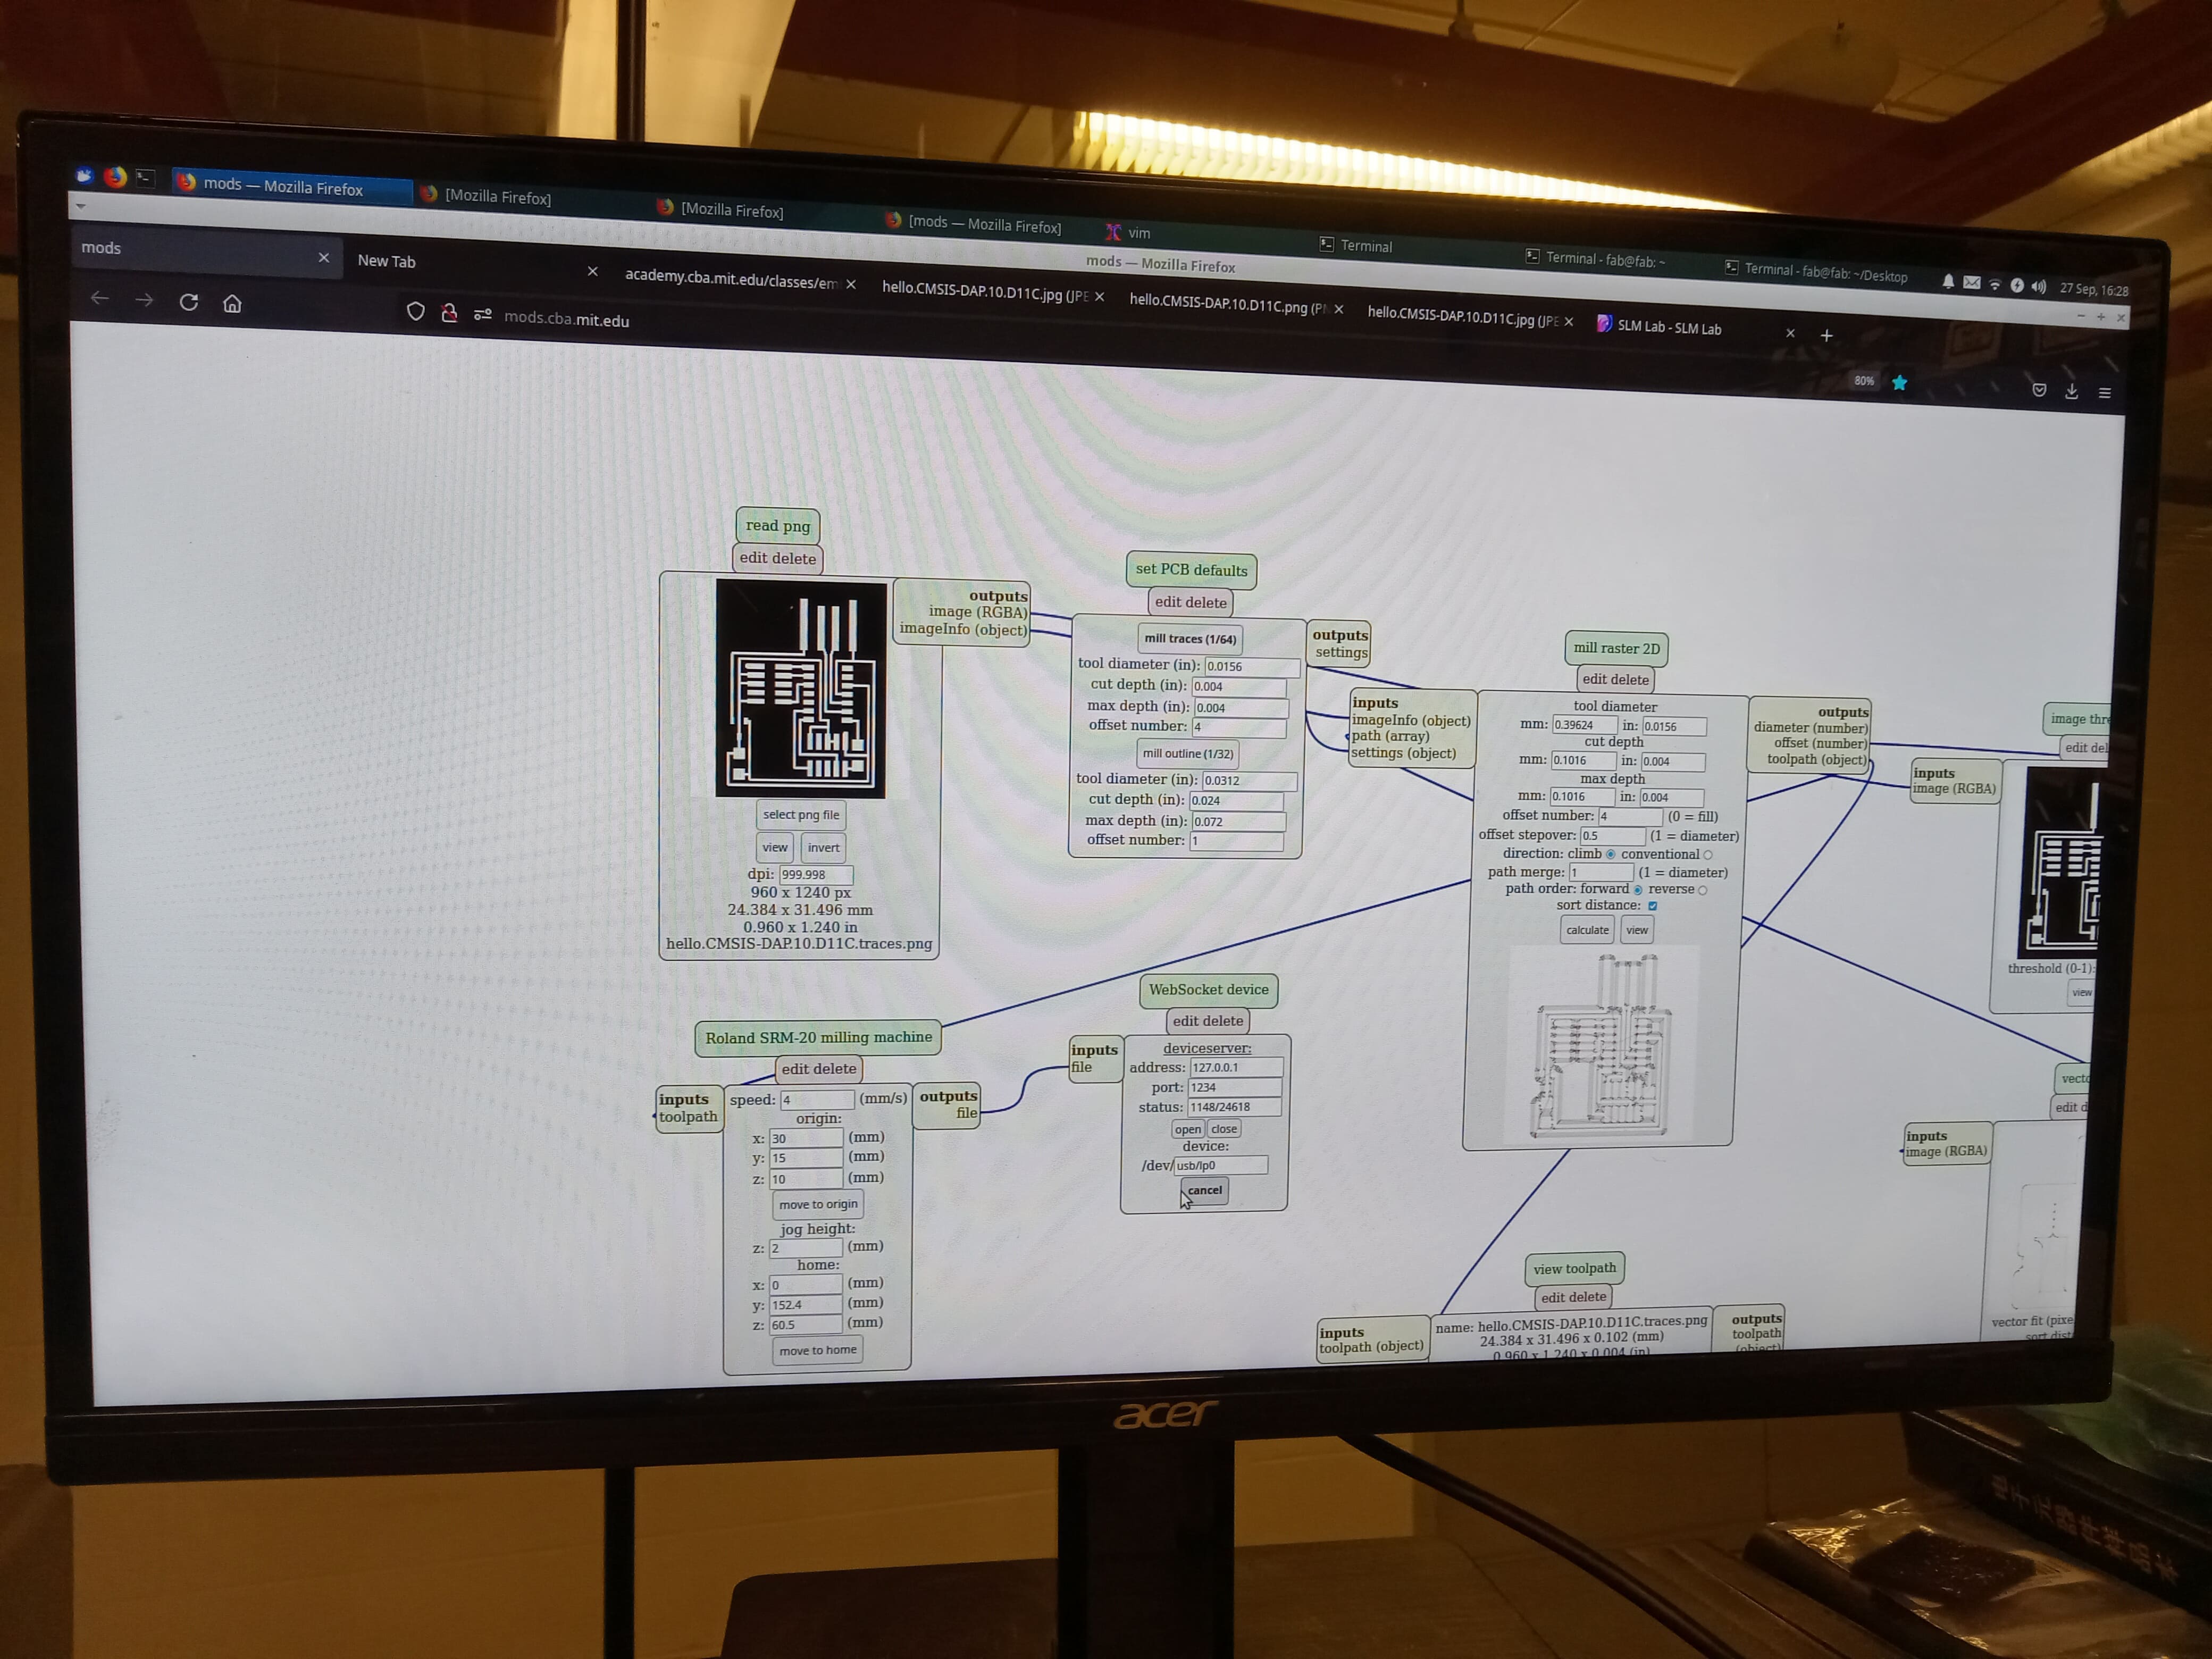 mods — Mozilla Firefox
[Mozilla Firefox]
[Mozilla Firefox]
[mods — Mozilla Firefox]
vim
Terminal
Terminal - fab@fab: ~
Terminal - fab@fab: ~/Desktop
27 Sep, 16:28
mods — Mozilla Firefox
mods
New Tab
academy.cba.mit.edu/classes/em
hello.CMSIS-DAP.10.D11C.jpg (JPE
hello.CMSIS-DAP.10.D11C.png (P
hello.CMSIS-DAP.10.D11C.jpg (JPE
SLM Lab - SLM Lab
mods.cba.mit.edu
80%
read png
edit delete
outputs
image (RGBA)
imageInfo (object)
select png file
view invert
dpi: 999.998
960 x 1240 px
24.384 x 31.496 mm
0.960 x 1.240 in
hello.CMSIS-DAP.10.D11C.traces.png
set PCB defaults
edit delete
mill traces (1/64)
tool diameter (in): 0.0156
cut depth (in): 0.004
max depth (in): 0.004
offset number: 4
mill outline (1/32)
tool diameter (in): 0.0312
cut depth (in): 0.024
max depth (in): 0.072
offset number: 1
outputs
settings
mill raster 2D
edit delete
inputs
imageInfo (object)
path (array)
settings (object)
tool diameter
mm: 0.39624 in: 0.0156
cut depth
mm: 0.1016 in: 0.004
max depth
mm: 0.1016 in: 0.004
offset number: 4 (0 = fill)
offset stepover: 0.5 (1 = diameter)
direction: climb conventional
path merge: 1 (1 = diameter)
path order: forward reverse
sort distance:
calculate view
outputs
diameter (number)
offset (number)
toolpath (object)
image thre
edit del
inputs
image (RGBA)
threshold (0-1):
view
Roland SRM-20 milling machine
edit delete
inputs
toolpath
speed: 4 (mm/s)
origin:
x: 30 (mm)
y: 15 (mm)
z: 10 (mm)
move to origin
jog height:
z: 2 (mm)
home:
x: 0 (mm)
y: 152.4 (mm)
z: 60.5 (mm)
move to home
outputs
file
WebSocket device
edit delete
inputs
file
deviceserver:
address: 127.0.0.1
port: 1234
status: 1148/24618
open close
device:
/dev/ usb/lp0
cancel
vecto
edit d
inputs
image (RGBA)
vector fit (pixe
sort dist
view toolpath
edit delete
inputs
toolpath (object)
name: hello.CMSIS-DAP.10.D11C.traces.png
24.384 x 31.496 x 0.102 (mm)
0.960 x 1.240 x 0.004 (in)
outputs
toolpath
(object)
acer
电子元器件样品本